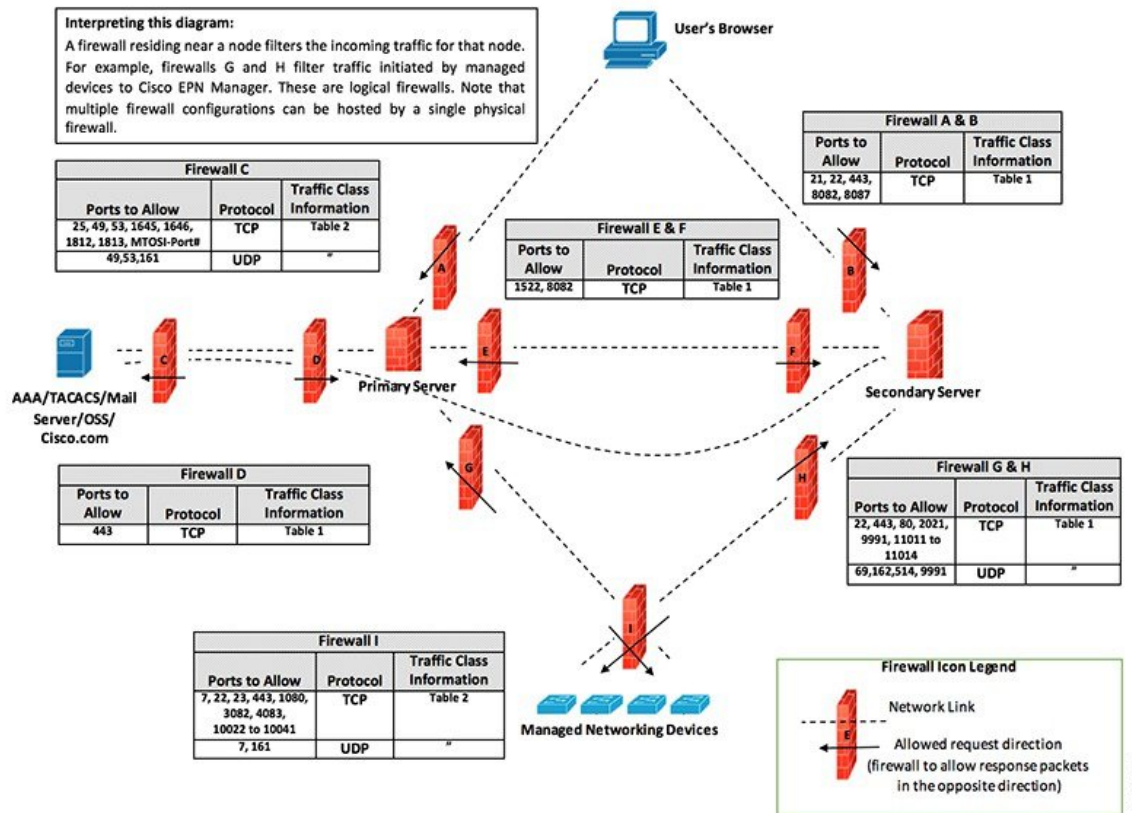 Interpreting this diagram:
A firewall residing near a node filters the incoming traffic for that node.
For example, firewalls G and H filter traffic initiated by managed
devices to Cisco EPN Manager. These are logical firewalls. Note that
multiple firewall configurations can be hosted by a single physical
firewall.
User's Browser
Firewall A & B
Ports to Allow Protocol Traffic Class Information
21, 22, 443, 8082, 8087 TCP Table 1
Firewall C
Ports to Allow Protocol Traffic Class Information
25, 49, 53, 1645, 1646, 1812, 1813, MTOSI-Port# TCP Table 2
49,53,161 UDP "
Firewall E & F
Ports to Allow Protocol Traffic Class Information
1522, 8082 TCP Table 1
A
B
C
D
E
F
Primary Server
Secondary Server
AAA/TACACS/Mail
Server/OSS/
Cisco.com
G
H
Firewall D
Ports to Allow Protocol Traffic Class Information
443 TCP Table 1
Firewall G & H
Ports to Allow Protocol Traffic Class Information
22, 443, 80, 2021, 9991, 11011 to 11014 TCP Table 1
69,162,514, 9991 UDP "
I
Firewall I
Ports to Allow Protocol Traffic Class Information
7, 22, 23, 443, 1080, 3082, 4083, 10022 to 10041 TCP Table 2
7, 161 UDP "
Managed Networking Devices
Firewall Icon Legend
Network Link
E
Allowed request direction
(firewall to allow response packets
in the opposite direction)